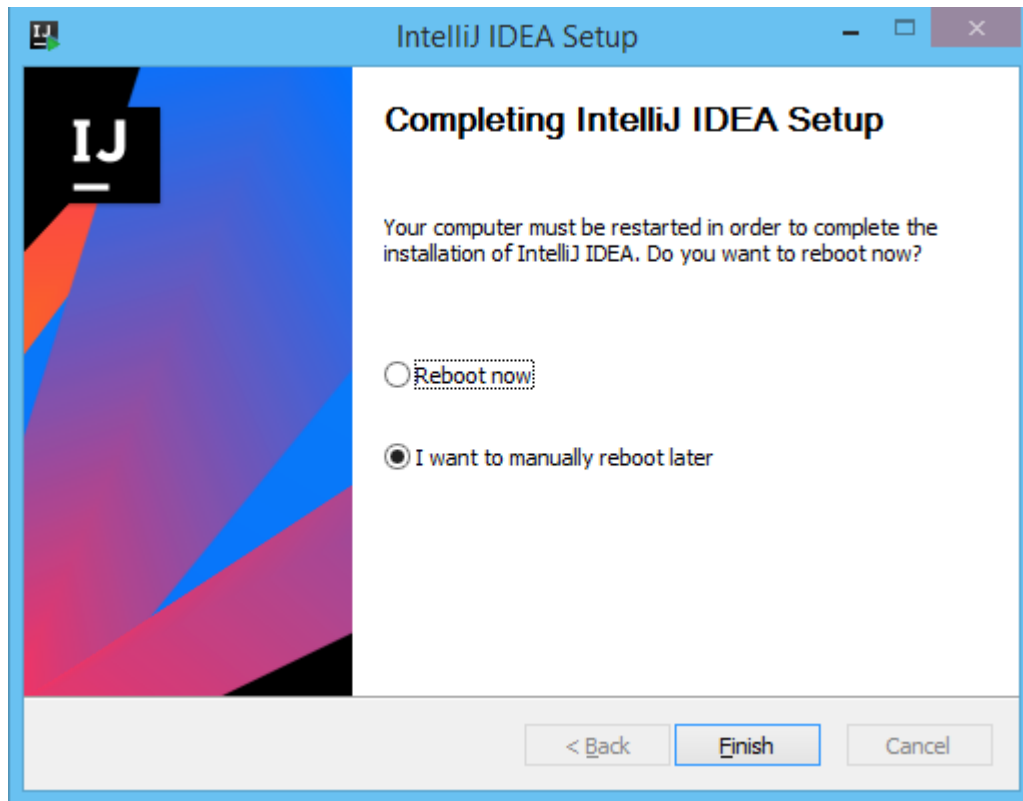 IntelliJ IDEA Setup
IJ
Completing IntelliJ IDEA Setup
Your computer must be restarted in order to complete the
installation of IntelliJ IDEA. Do you want to reboot now?
Reboot now
I want to manually reboot later
< Back
Finish
Cancel